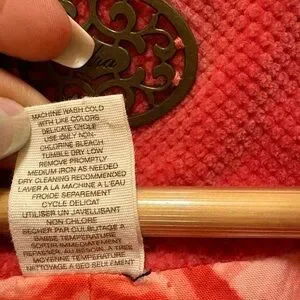 MACHINE WASH COLD
WITH LIKE COLORS
DELICATE CYCLE
USE ONLY NON-
CHLORINE BLEACH
TUMBLE DRY LOW
REMOVE PROMPTLY
MEDIUM IRON AS NEEDED
DRY CLEANING RECOMMENDED
LAVER A LA MACHINE A L'EAU
FROIDE SEPAREMENT
CYCLE DELICAT
UTILISER UN JAVELLISANT
NON CHLORE
SECHER PAR CULBUTAGE A
BASSE TEMPERATURE
SORTIR IMMEDIATEMENT
REPASSER, AU BESOIN, A
MOYENNE TEMPERATURE
NETTOYAGE A SEC SEULEMENT